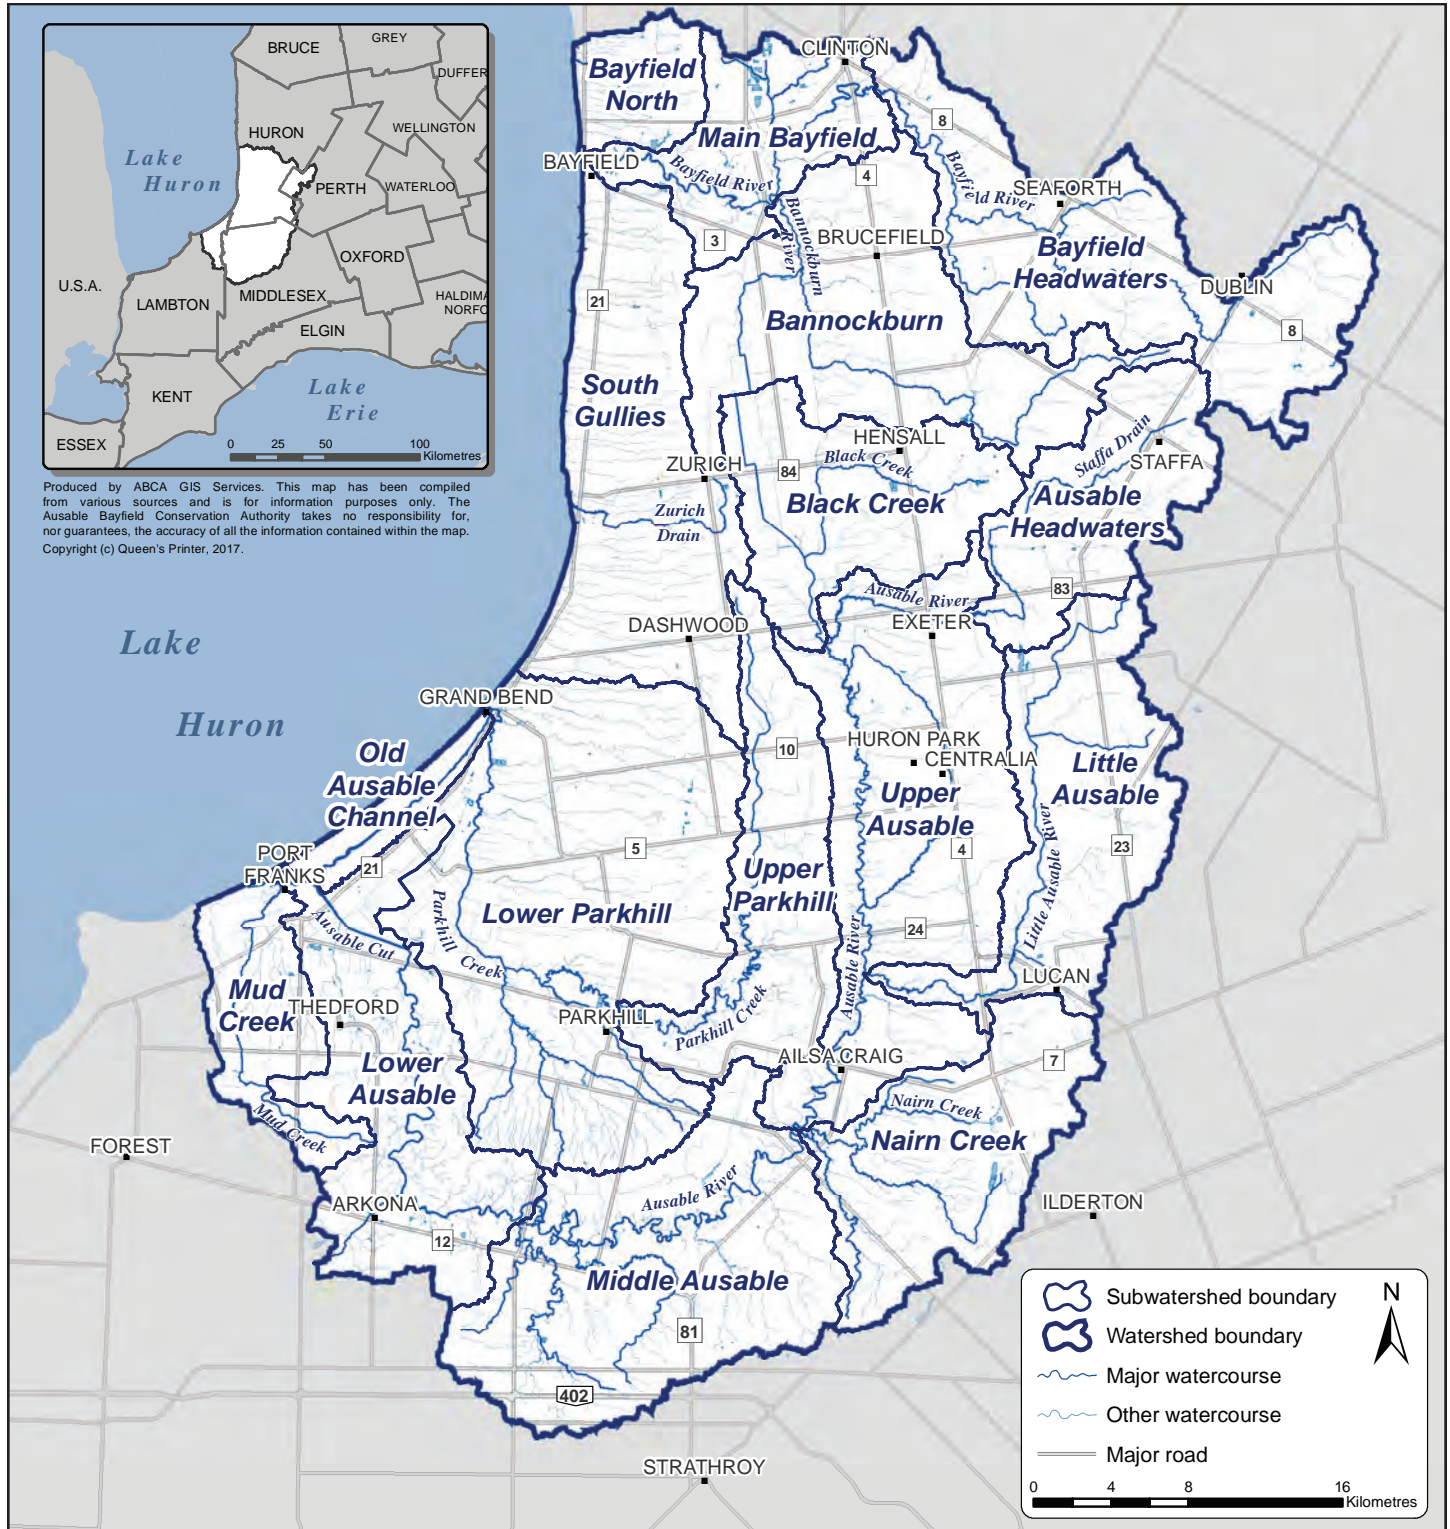 BRUCE
GREY
DUFFER
WELLINGTON
HURON
Lake
Huron
PERTH
WATERLOO
OXFORD
U.S.A.
LAMBTON
MIDDLESEX
HALDIMA
NORFO
ELGIN
KENT
Lake
Erie
ESSEX
0 25 50 100
Kilometres
Produced by ABCA GIS Services. This map has been compiled
from various sources and is for information purposes only. The
Ausable Bayfield Conservation Authority takes no responsibility for,
nor guarantees, the accuracy of all the information contained within the map.
Copyright (c) Queen's Printer, 2017.
CLINTON
Bayfield
North
8
Main Bayfield
BAYFIELD
Bayfield River
4
Bayfield River
SEAFORTH
Bannockburn
River
3
BRUCEFIELD
Bayfield
Headwaters
DUBLIN
21
Bannockburn
8
South
Gullies
HENSALL
Staffa Drain
ZURICH
84
Black Creek
STAFFA
Black Creek
Ausable
Headwaters
Zurich
Drain
Ausable River
83
DASHWOOD
EXETER
Lake
Huron
GRAND BEND
10
HURON PARK
CENTRALIA
Old
Ausable
Channel
Little
Ausable
Upper
Ausable
PORT
FRANKS
21
5
4
23
Little Ausable River
Upper
Parkhill
Lower Parkhill
Parkhill Creek
Ausable Cut
24
Ausable River
LUCAN
Mud
Creek
THEDFORD
PARKHILL
Parkhill Creek
AILSA CRAIG
7
Lower
Ausable
Nairn Creek
Mud Creek
Nairn Creek
FOREST
Ausable River
ARKONA
ILDERTON
12
Middle Ausable
81
402
STRATHROY
N
Subwatershed boundary
Watershed boundary
Major watercourse
Other watercourse
Major road
0 4 8 16
Kilometres